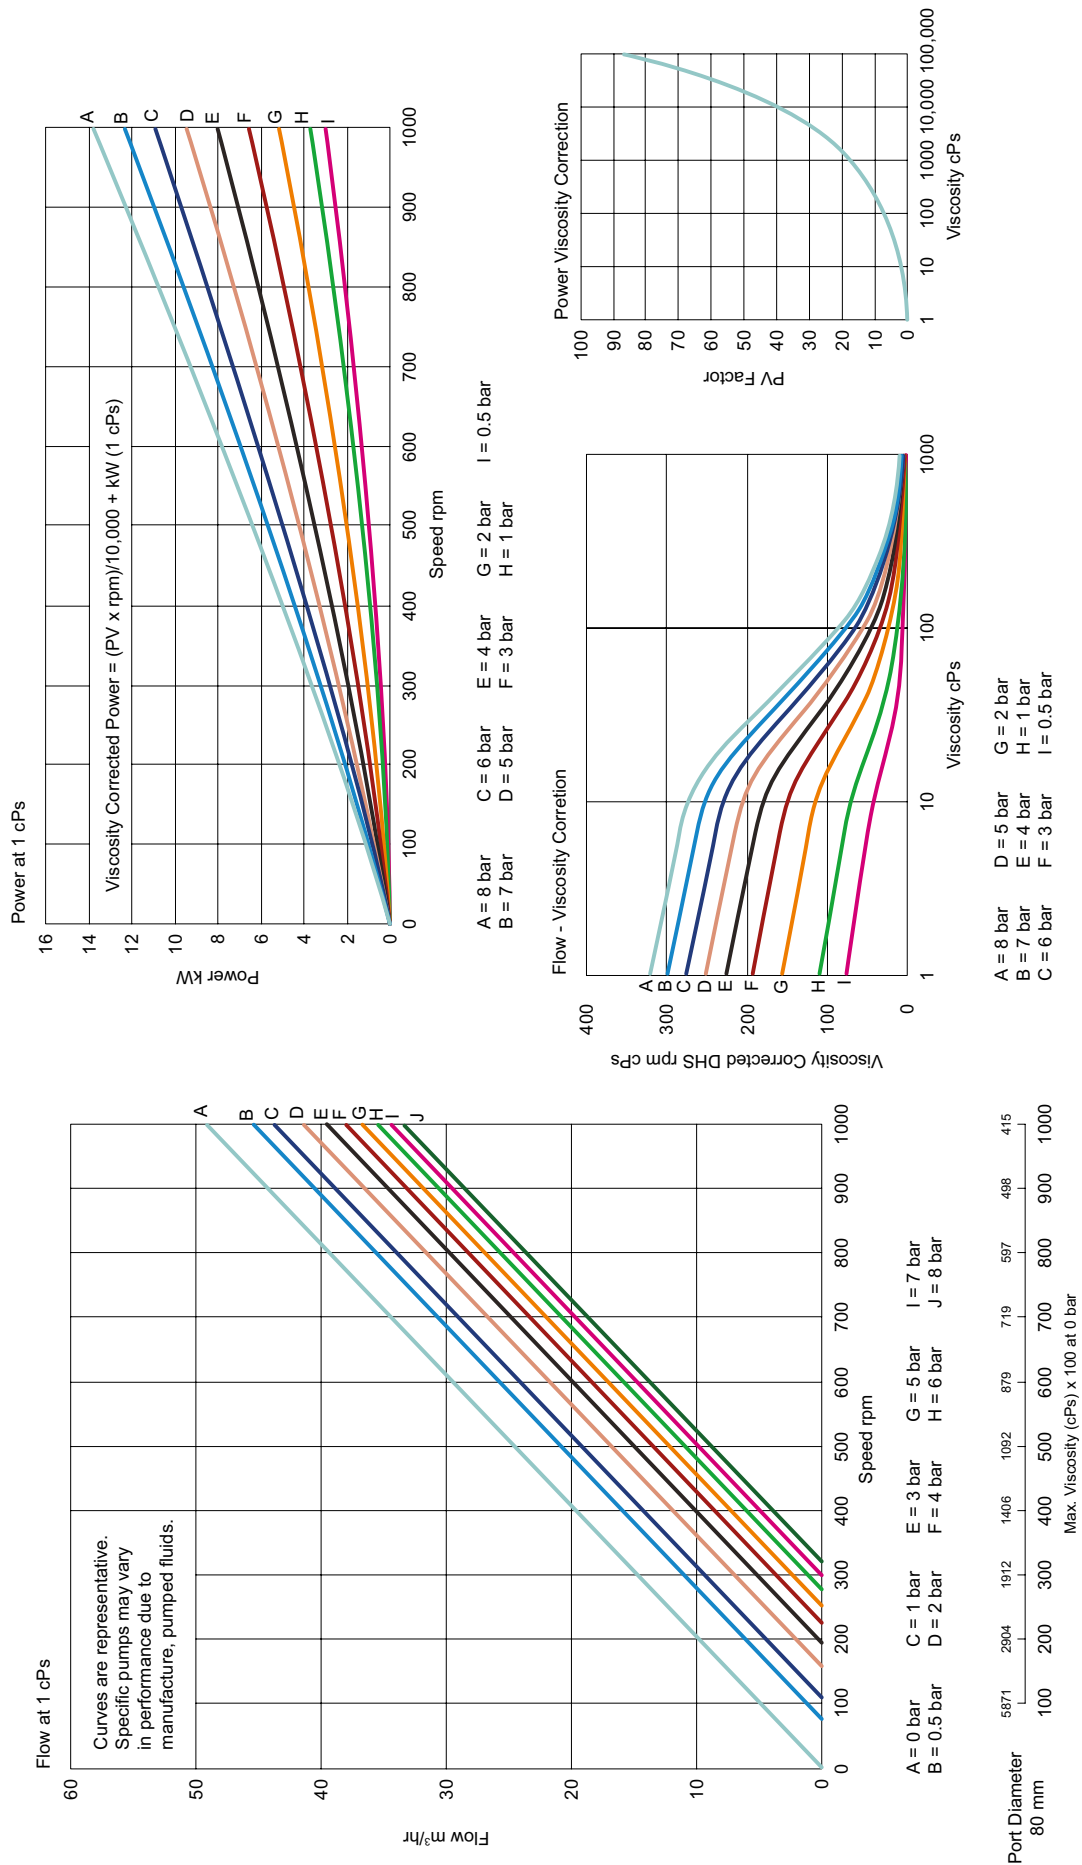 Flow at 1 cPs
Curves are representative.
Specific pumps may vary
in performance due to
manufacture, pumped fluids.
Flow m³/hr
60
50
40
30
20
10
0
A
B
C
D
E
F
G
H
I
J
0 100 200 300 400 500 600 700 800 900 1000
Speed rpm
A = 0 bar C = 1 bar E = 3 bar G = 5 bar I = 7 bar
B = 0.5 bar D = 2 bar F = 4 bar H = 6 bar J = 8 bar
Port Diameter
80 mm
5871 2904 1912 1406 1092 879 719 597 498 415
100 200 300 400 500 600 700 800 900 1000
Max. Viscosity (cPs) x 100 at 0 bar
Power at 1 cPs
Viscosity Corrected Power = (PV x rpm)/10,000 + kW (1 cPs)
Power kW
16
14
12
10
8
6
4
2
0
A
B
C
D
E
F
G
H
I
0 100 200 300 400 500 600 700 800 900 1000
Speed rpm
A = 8 bar C = 6 bar E = 4 bar G = 2 bar I = 0.5 bar
B = 7 bar D = 5 bar F = 3 bar H = 1 bar
Flow - Viscosity Corretion
Viscosity Corrected DHS rpm cPs
400
300
200
100
0
A
B
C
D
E
F
G
H
I
1 10 100 1000
Viscosity cPs
A = 8 bar D = 5 bar G = 2 bar
B = 7 bar E = 4 bar H = 1 bar
C = 6 bar F = 3 bar I = 0.5 bar
Power Viscosity Correction
PV Factor
100
90
80
70
60
50
40
30
20
10
0
1 10 100 1000 10,000 100,000
Viscosity cPs